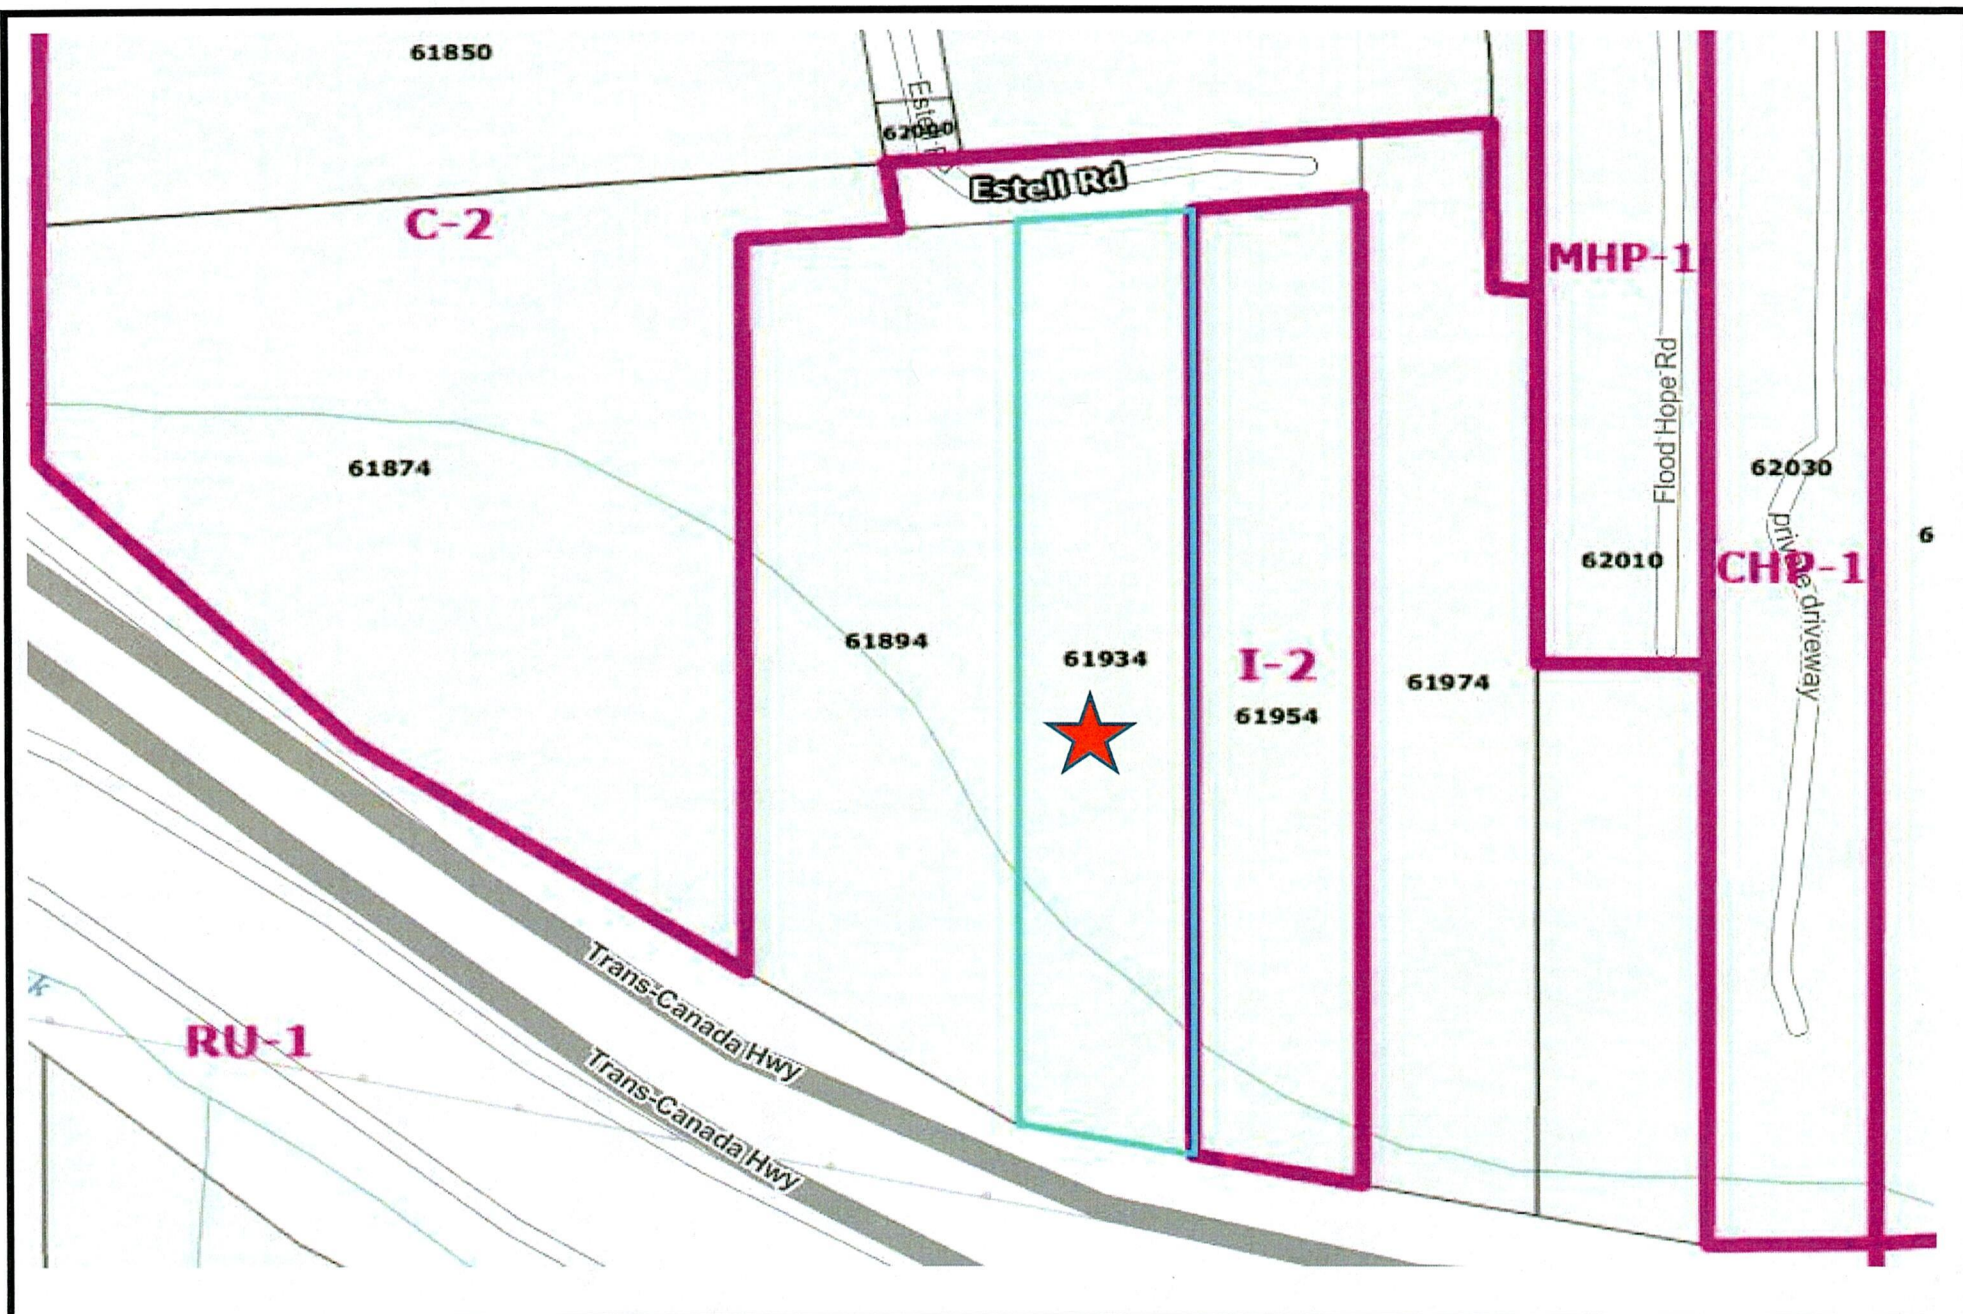 61850
62000
Estell Rd
C-2
MHP-1
Flood Hope Rd
61874
62030
6
private driveway
62010
CHP-1
61894
61934
I-2
61974
61954
Trans-Canada Hwy
RU-1
Trans-Canada Hwy